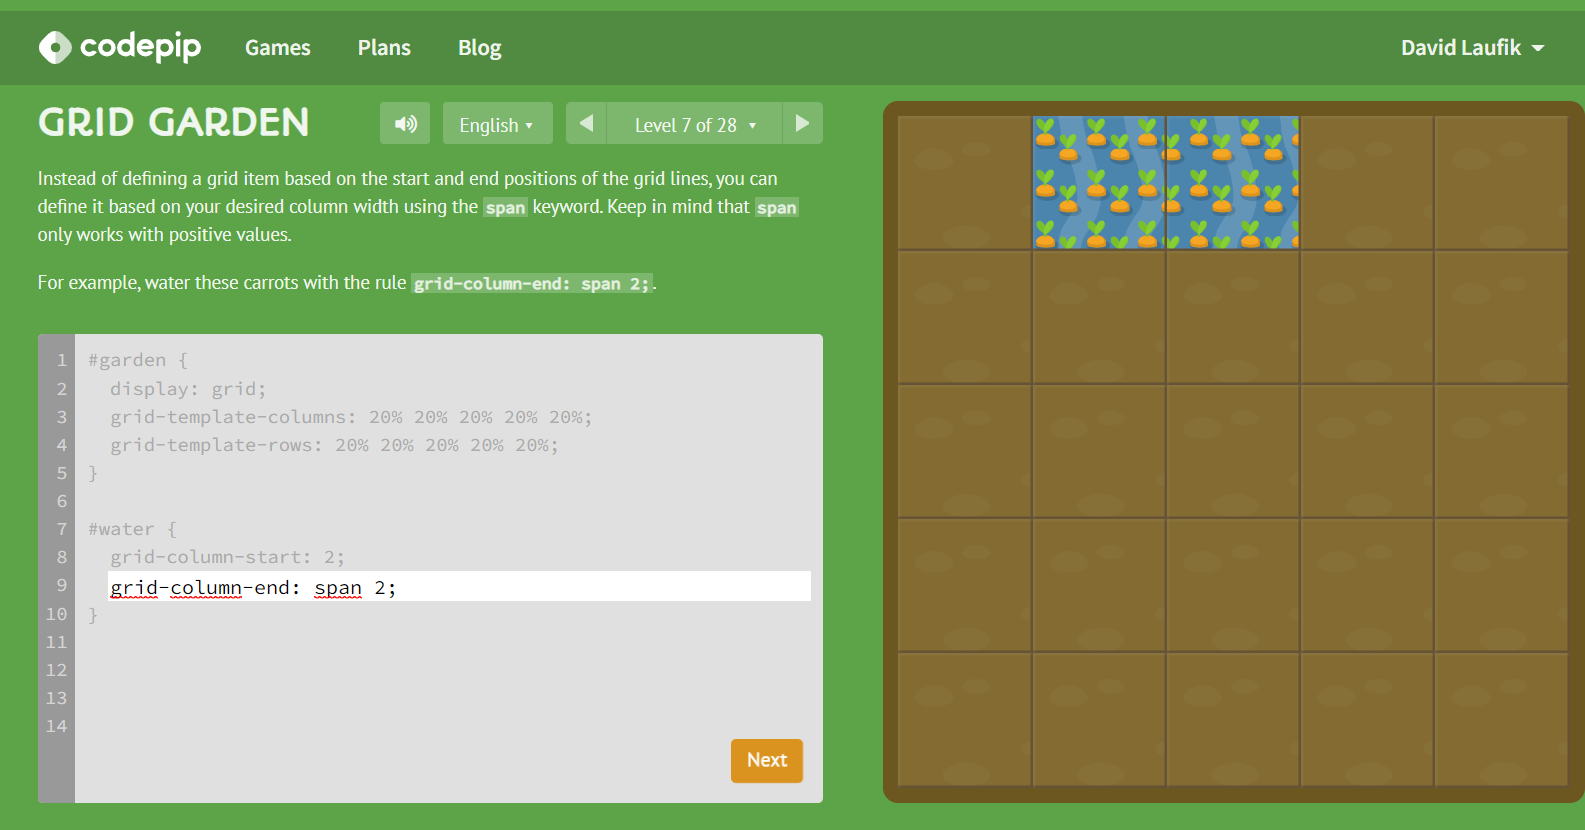 codepip Games Plans Blog David Laufik
GRID GARDEN English Level 7 of 28
Instead of defining a grid item based on the start and end positions of the grid lines, you can
define it based on your desired column width using the span keyword. Keep in mind that span
only works with positive values.
For example, water these carrots with the rule grid-column-end: span 2;.
1 #garden {
2 display: grid;
3 grid-template-columns: 20% 20% 20% 20% 20%;
4 grid-template-rows: 20% 20% 20% 20% 20%;
5 }
6
7 #water {
8 grid-column-start: 2;
9 grid-column-end: span 2;
10 }
11
12
13
14
Next